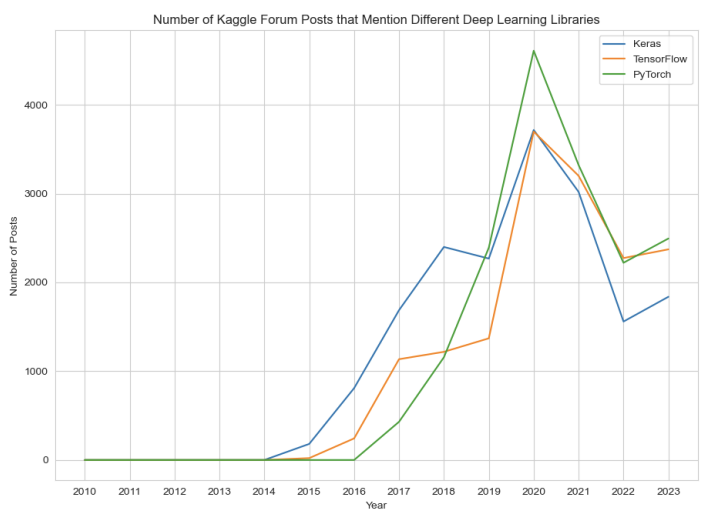 Number of Kaggle Forum Posts that Mention Different Deep Learning Libraries
Keras
TensorFlow
PyTorch
4000
3000
2000
1000
0
Number of Posts
2010 2011 2012 2013 2014 2015 2016 2017 2018 2019 2020 2021 2022 2023
Year